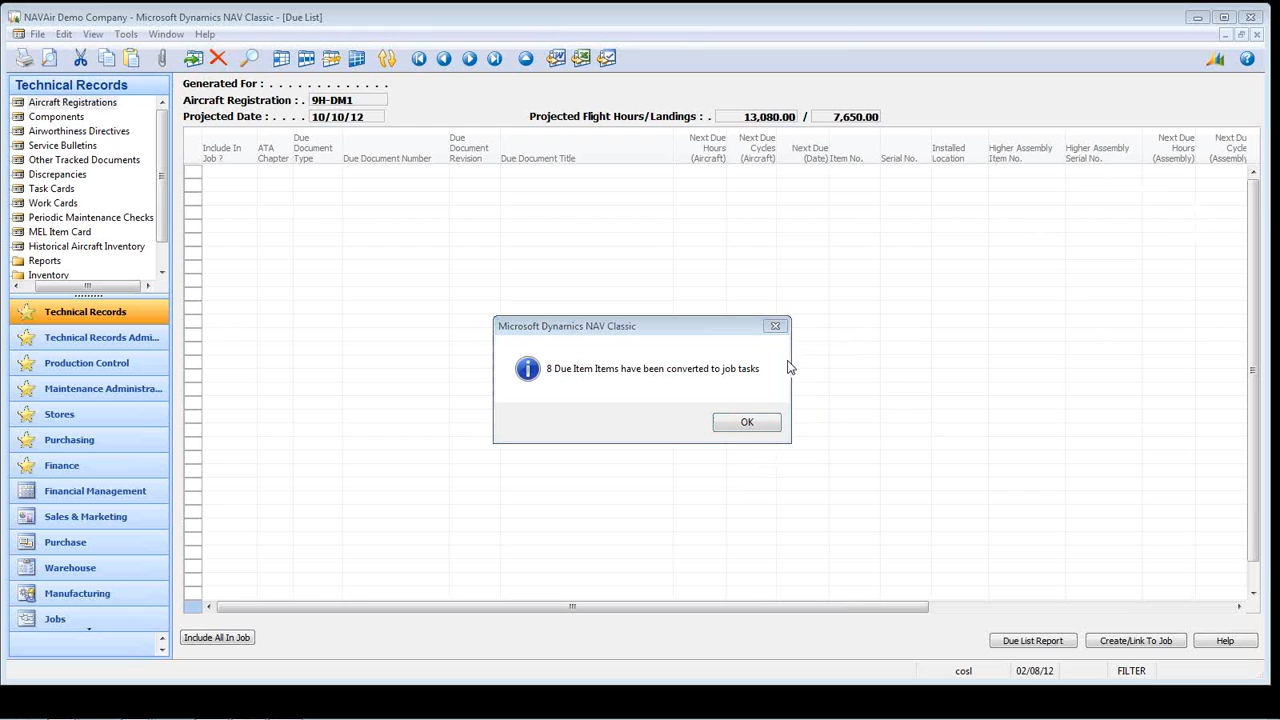 NAVAir Demo Company - Microsoft Dynamics NAV Classic - [Due List]
File Edit View Tools Window Help
Technical Records
Aircraft Registrations
Components
Airworthiness Directives
Service Bulletins
Other Tracked Documents
Discrepancies
Task Cards
Work Cards
Periodic Maintenance Checks
MEL Item Card
Historical Aircraft Inventory
Reports
Inventory
Technical Records
Technical Records Admi...
Production Control
Maintenance Administra...
Stores
Purchasing
Finance
Financial Management
Sales & Marketing
Purchase
Warehouse
Manufacturing
Jobs
Generated For : . . . . . . . . . . . . .
Aircraft Registration : . 9H-DM1
Projected Date : . . . . 10/10/12 Projected Flight Hours/Landings : . 13,080.00 / 7,650.00
Include In Job ?
ATA Chapter
Due Document Type
Due Document Number
Due Document Revision
Due Document Title
Next Due Hours (Aircraft)
Next Due Cycles (Aircraft)
Next Due (Date)
Item No.
Serial No.
Installed Location
Higher Assembly Item No.
Higher Assembly Serial No.
Next Due Hours (Assembly)
Next Du Cycle (Assembly
Microsoft Dynamics NAV Classic
8 Due Item Items have been converted to job tasks
OK
Include All In Job
Due List Report Create/Link To Job Help
cosl 02/08/12 FILTER